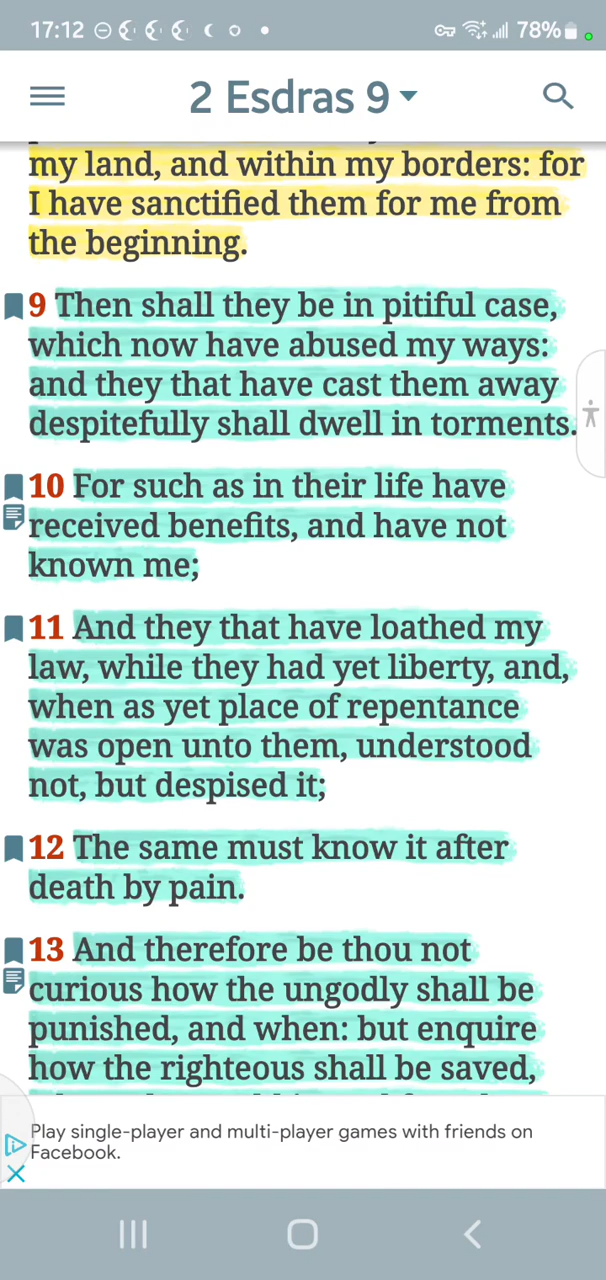 17:12 78%
2 Esdras 9
my land, and within my borders: for
I have sanctified them for me from
the beginning.
9 Then shall they be in pitiful case,
which now have abused my ways:
and they that have cast them away
despitefully shall dwell in torments.
10 For such as in their life have
received benefits, and have not
known me;
11 And they that have loathed my
law, while they had yet liberty, and,
when as yet place of repentance
was open unto them, understood
not, but despised it;
12 The same must know it after
death by pain.
13 And therefore be thou not
curious how the ungodly shall be
punished, and when: but enquire
how the righteous shall be saved,
Play single-player and multi-player games with friends on
Facebook.